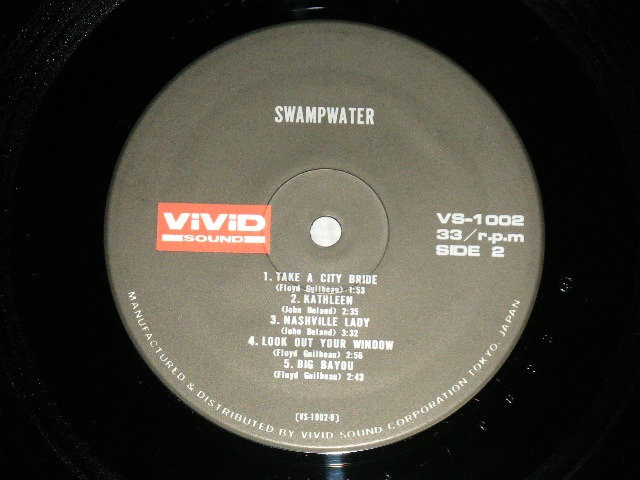 SWAMPWATER
ViViD
SOUND
VS-1002
33/r.p.m
SIDE 2
1. TAKE A CITY BRIDE
(Floyd Guilbeau) 1:53
2. KATHLEEN
(John Beland) 2:35
3. NASHVILLE LADY
(John Beland) 3:32
4. LOOK OUT YOUR WINDOW
(Floyd Guilbeau) 2:56
5. BIG BAYOU
(Floyd Guilbeau) 2:43
(VS-1002-B)
MANUFACTURED & DISTRIBUTED BY VIVID SOUND CORPORATION TOKYO, JAPAN